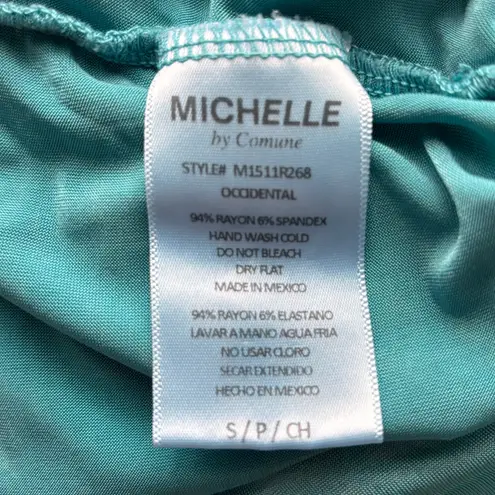 MICHELLE
by Comune
STYLE# M1511R268
OCCIDENTAL
94% RAYON 6% SPANDEX
HAND WASH COLD
DO NOT BLEACH
DRY FLAT
MADE IN MEXICO
94% RAYON 6% ELASTANO
LAVAR A MANO AGUA FRIA
NO USAR CLORO
SECAR EXTENDIDO
HECHO EN MEXICO
S / P / CH